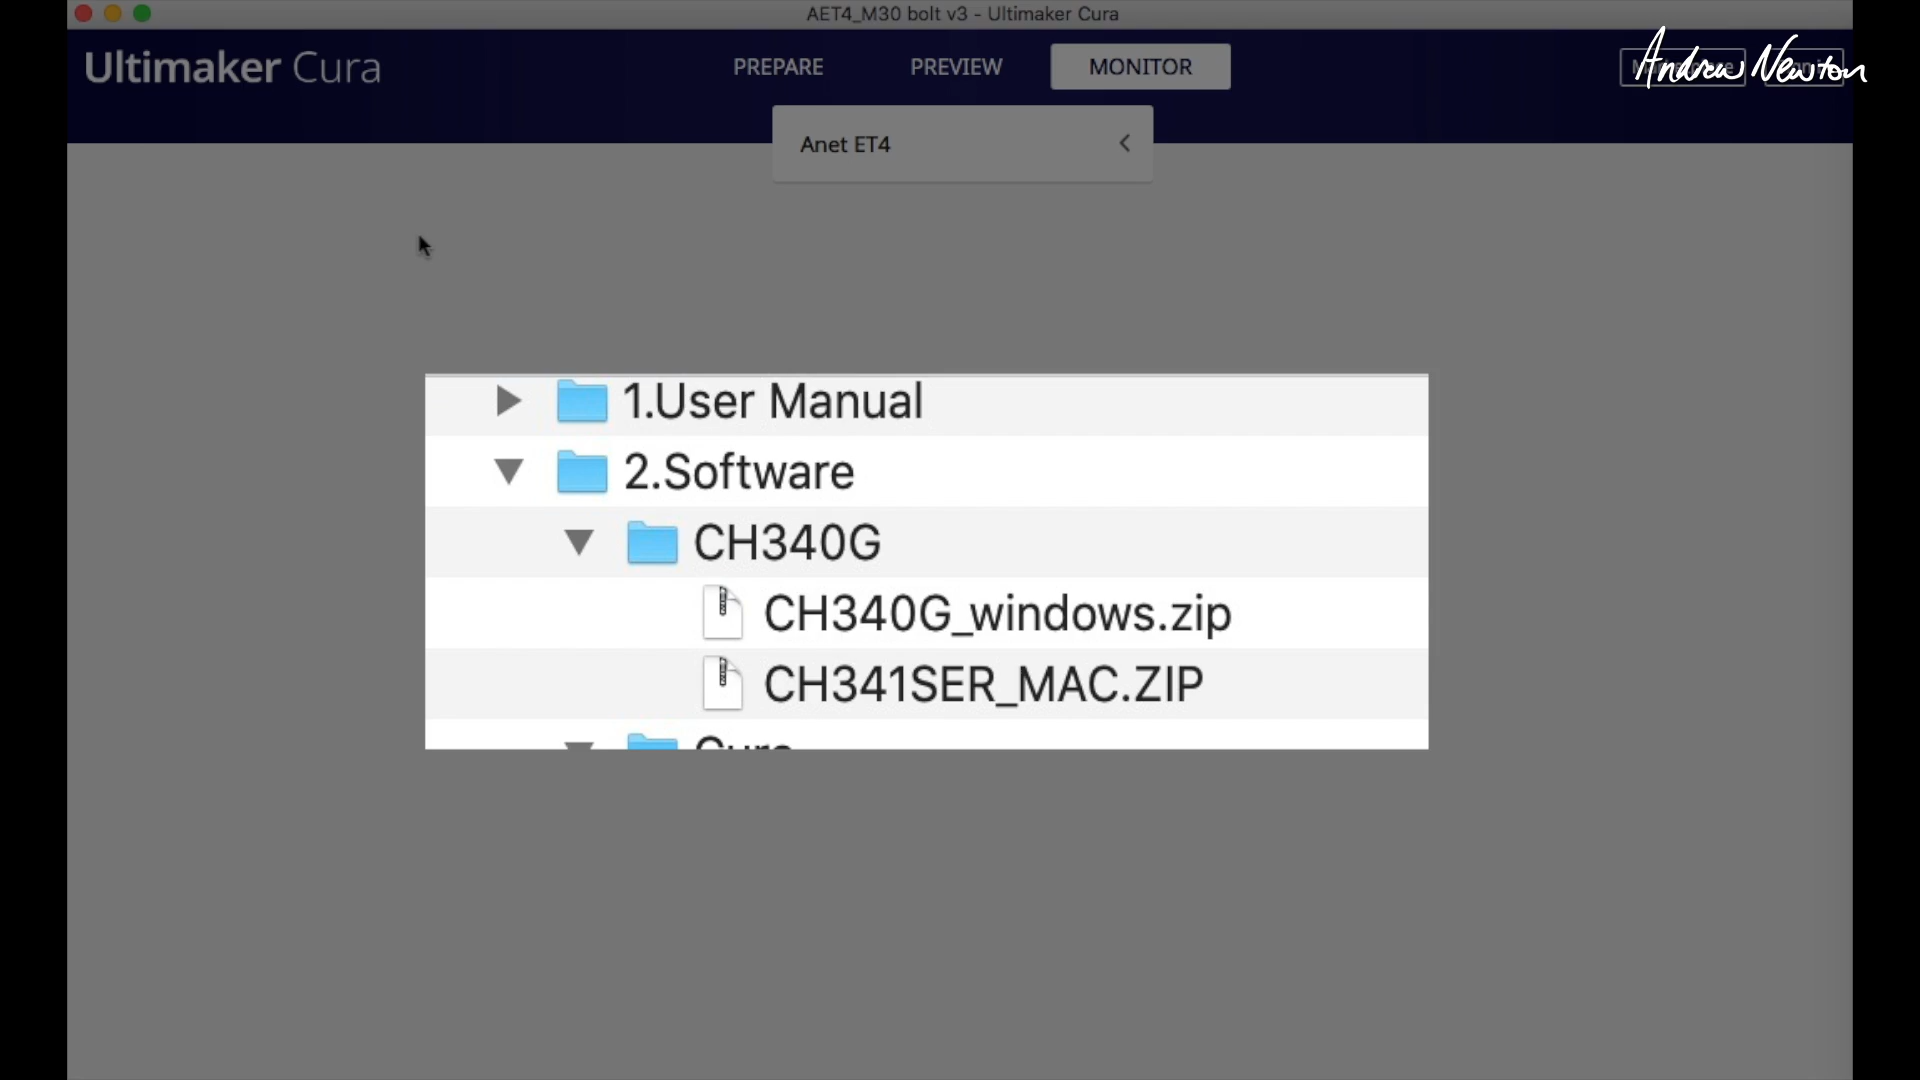 AET4_M30 bolt v3 - Ultimaker Cura
Ultimaker Cura
PREPARE
PREVIEW
MONITOR
Andrew Newton
Anet ET4
1.User Manual
2.Software
CH340G
CH340G_windows.zip
CH341SER_MAC.ZIP
Cura